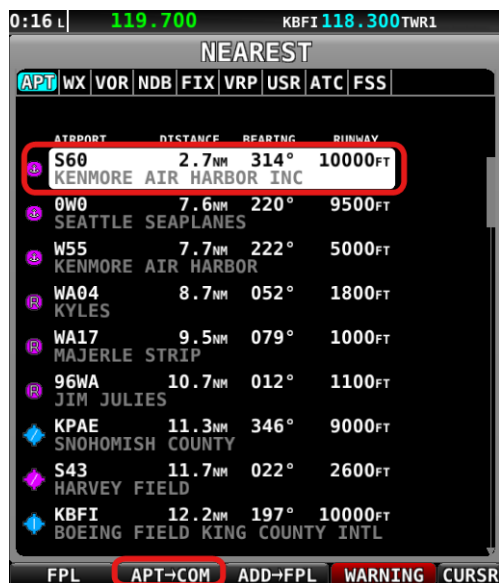 0:16 L 119.700 KBFI 118.300 TWR1
NEAREST
APT WX VOR NDB FIX VRP USR ATC FSS
AIRPORT DISTANCE BEARING RUNWAY
S60 2.7NM 314° 10000FT
KENMORE AIR HARBOR INC
0W0 7.6NM 220° 9500FT
SEATTLE SEAPLANES
W55 7.7NM 222° 5000FT
KENMORE AIR HARBOR
R WA04 8.7NM 052° 1800FT
KYLES
R WA17 9.5NM 079° 1000FT
MAJERLE STRIP
R 96WA 10.7NM 012° 1100FT
JIM JULIES
KPAE 11.3NM 346° 9000FT
SNOHOMISH COUNTY
S43 11.7NM 022° 2600FT
HARVEY FIELD
KBFI 12.2NM 197° 10000FT
BOEING FIELD KING COUNTY INTL
FPL APT→COM ADD→FPL WARNING CURSR